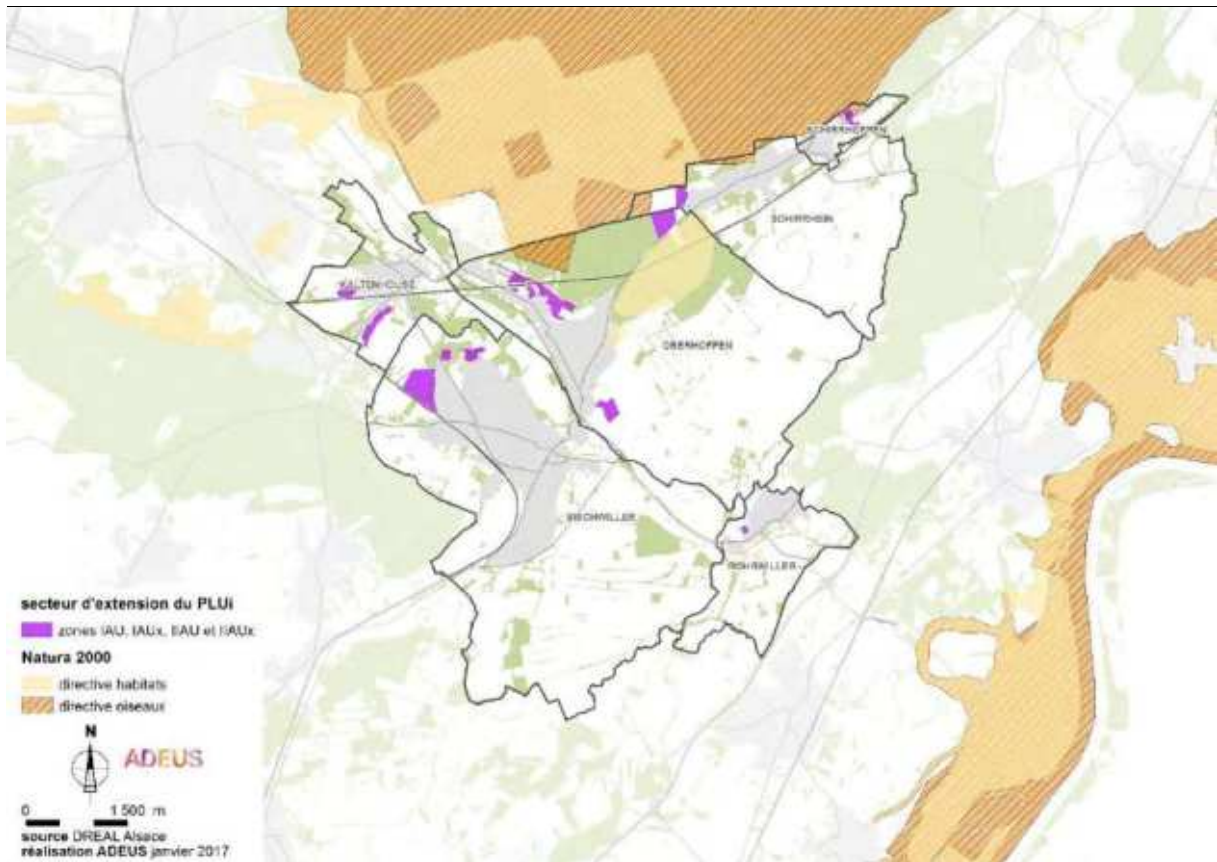 SCHIRRHOFFEN
SCHIRRHEIN
KALTENHOUSE
OBERHOFFEN
BISCHWILLER
ROHRWILLER
secteur d'extension du PLUi
zones IAU, IAUx, IIAU et IIAUx
Natura 2000
directive habitats
directive oiseaux
N
ADEUS
0 1 500 m
source DREAL Alsace
réalisation ADEUS janvier 2017